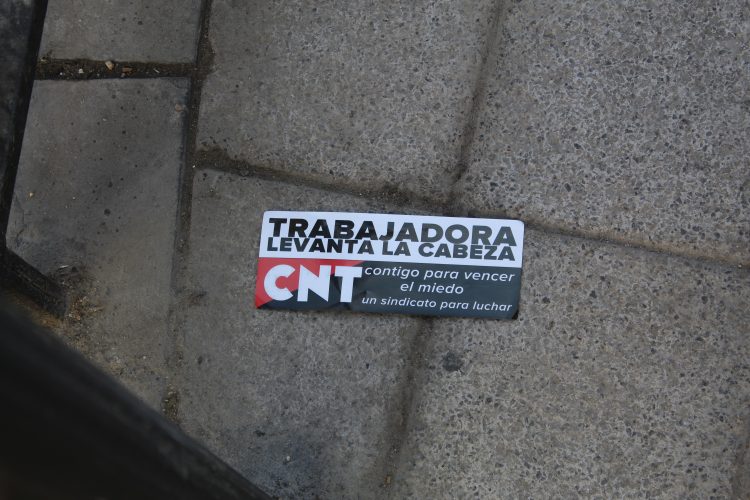 TRABAJADORA
LEVANTA LA CABEZA
CNT
contigo para vencer
el miedo
un sindicato para luchar